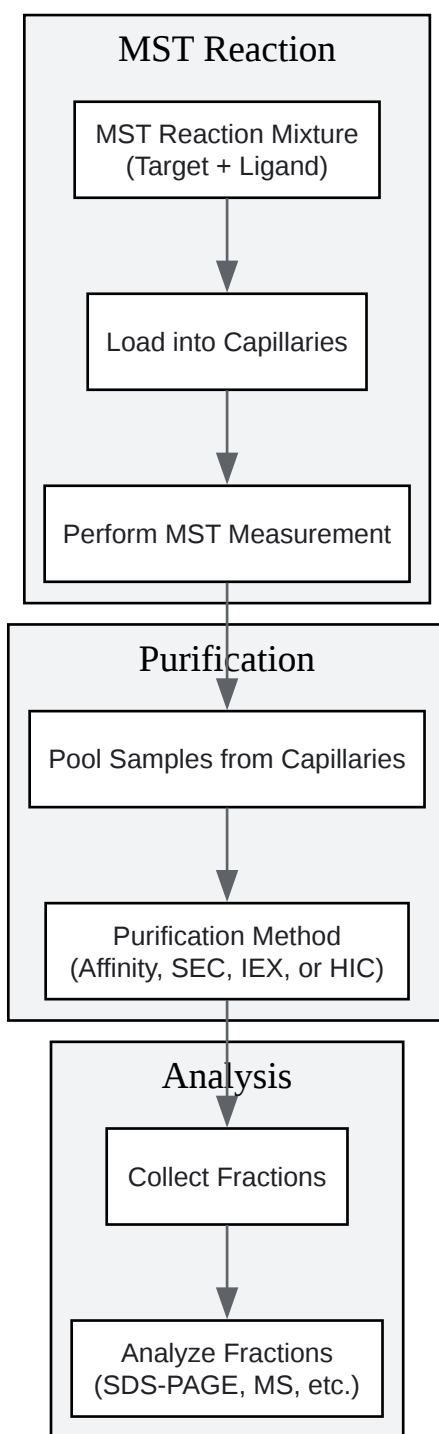 MST Reaction
MST Reaction Mixture
(Target + Ligand)
Load into Capillaries
Perform MST Measurement
Purification
Pool Samples from Capillaries
Purification Method
(Affinity, SEC, IEX, or HIC)
Analysis
Collect Fractions
Analyze Fractions
(SDS-PAGE, MS, etc.)